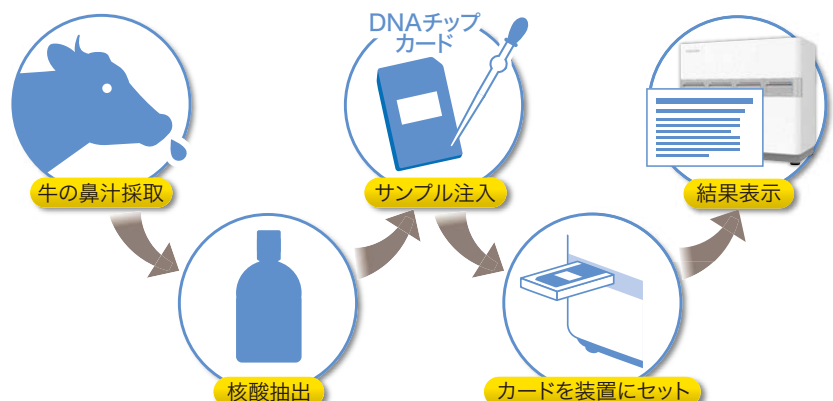 牛の鼻汁採取
核酸抽出
DNAチップ
カード
サンプル注入
カードを装置にセット
結果表示